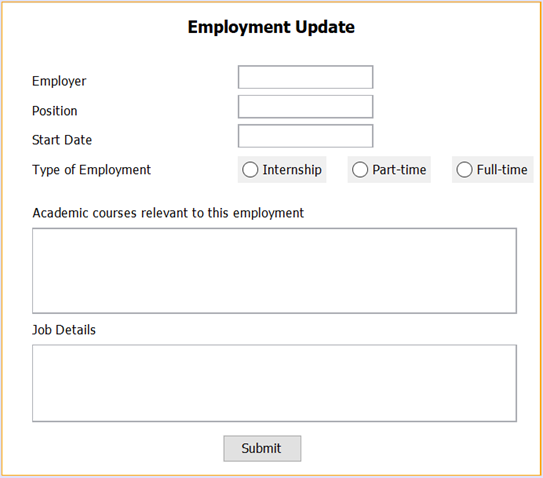 Employment Update
Employer
Position
Start Date
Type of Employment Internship Part-time Full-time
Academic courses relevant to this employment
Job Details
Submit